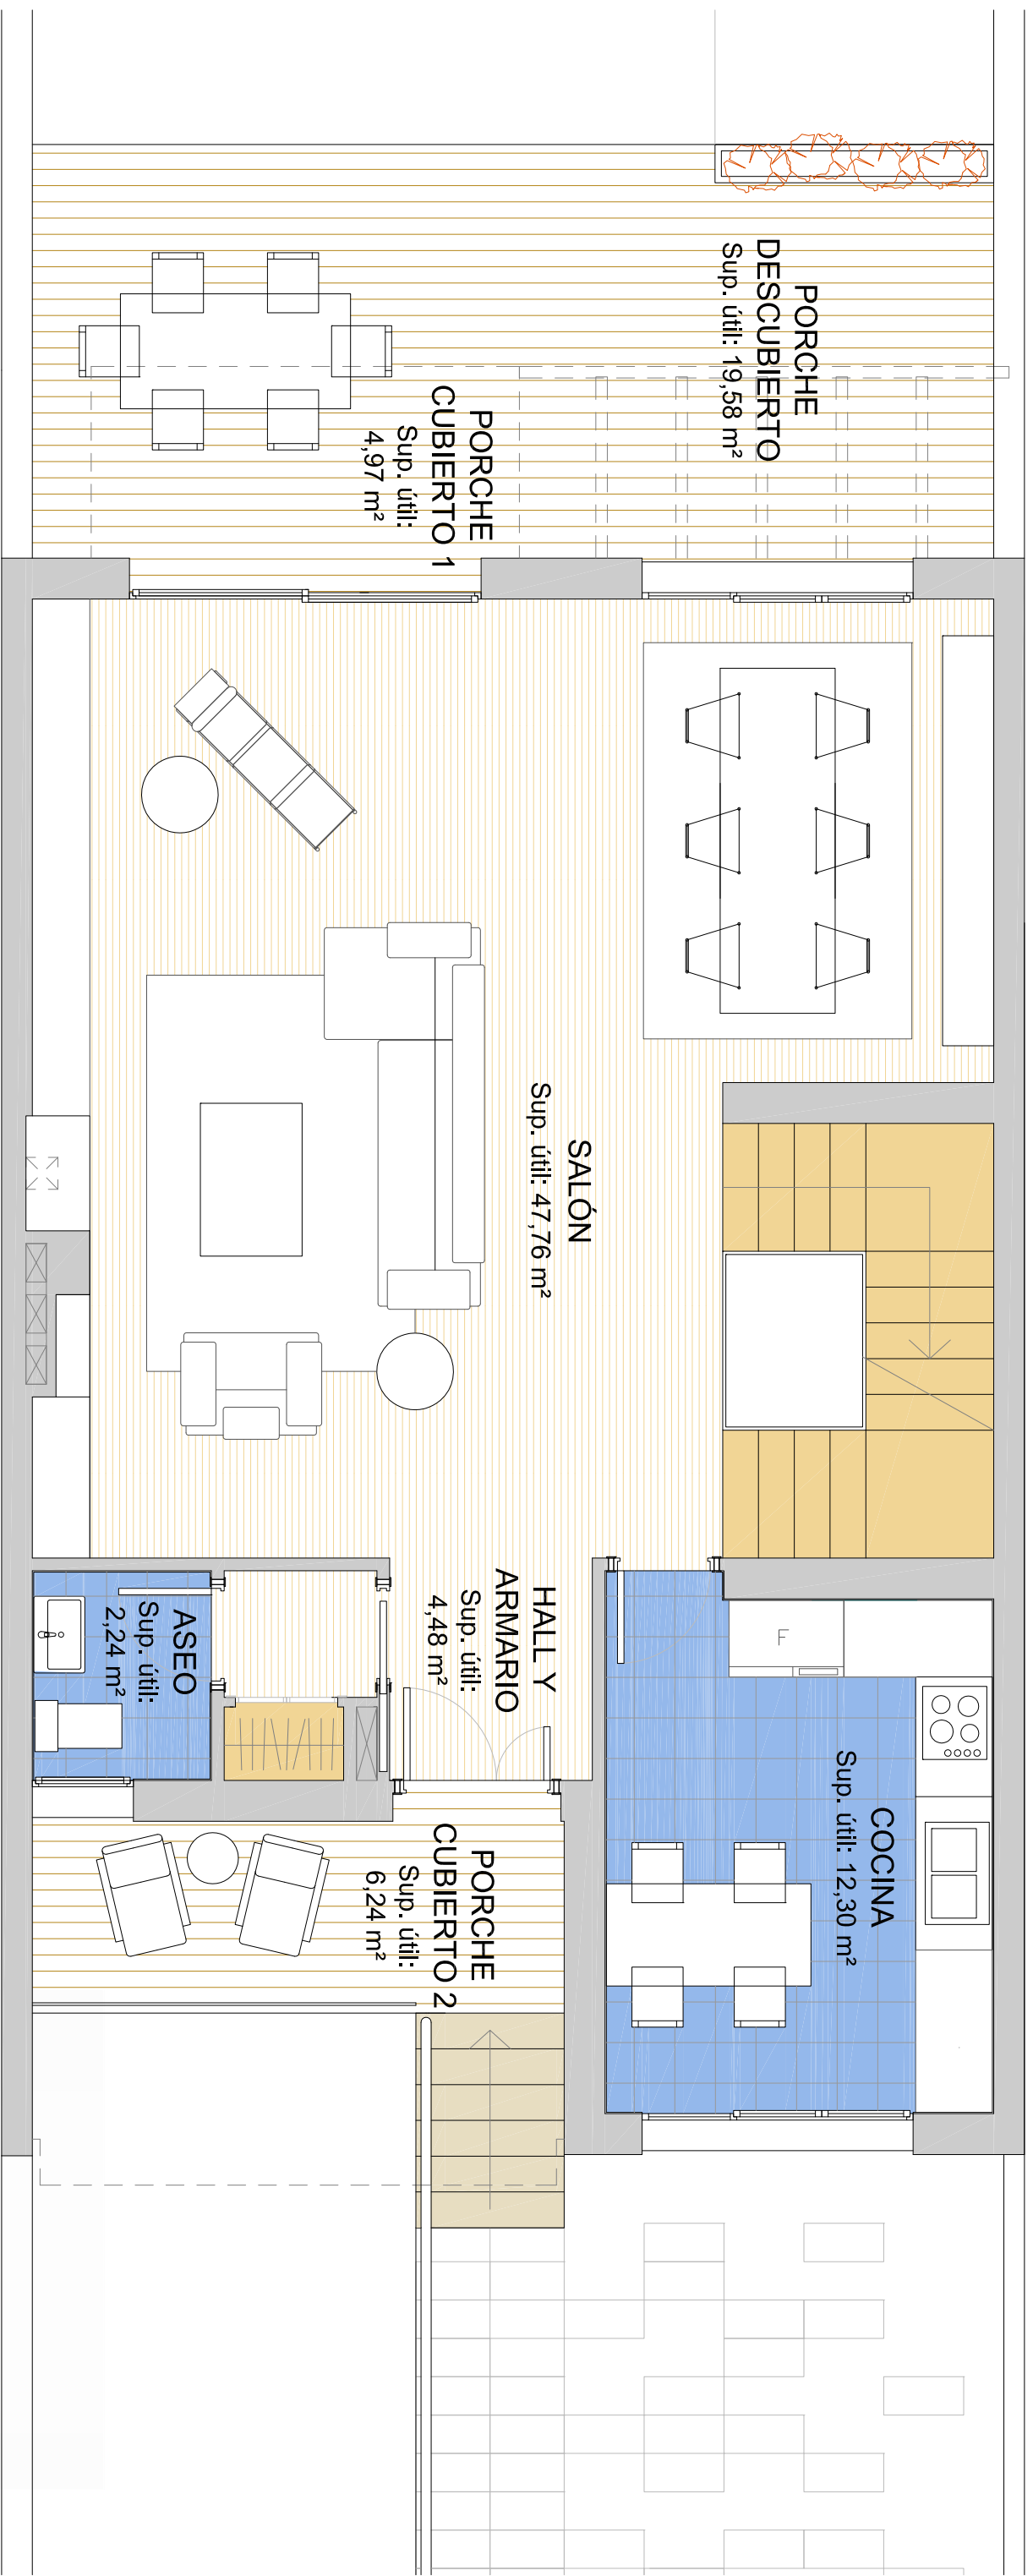 PORCHE
DESCUBIERTO
Sup. útil: 19,58 m²
PORCHE
CUBIERTO 1
Sup. útil:
4,97 m²
SALÓN
Sup. útil: 47,76 m²
HALL Y
ARMARIO
Sup. útil:
4,48 m²
ASEO
Sup. útil:
2,24 m²
F
COCINA
Sup. útil: 12,30 m²
PORCHE
CUBIERTO 2
Sup. útil:
6,24 m²